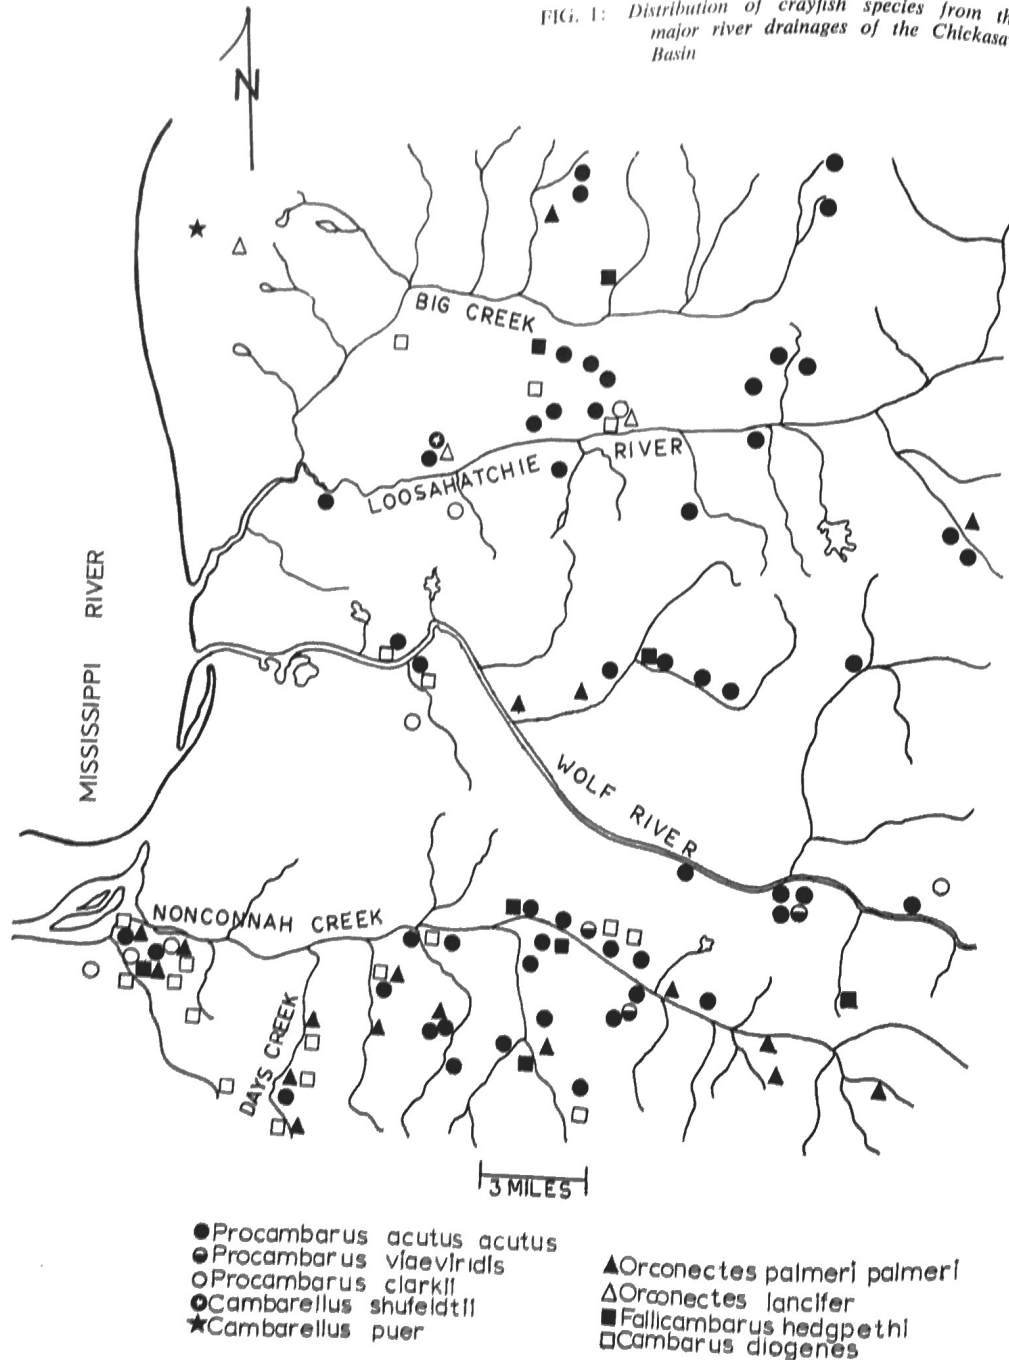 FIG. 1: Distribution of crayfish species from
major river drainages of the
Basin
N
BIG CREEK
LOOSAHATCHIE RIVER
MISSISSIPPI RIVER
WOLF RIVER
NONCONNAH CREEK
DAYS CREEK
3 MILES
Procambarus acutus acutus
Procambarus viaeviridis
Procambarus clarkii
Cambarellus shufeldtii
Cambarellus puer
Orconectes palmeri palmeri
Orconectes lancifer
Fallicambarus hedgpethi
Cambarus diogenes